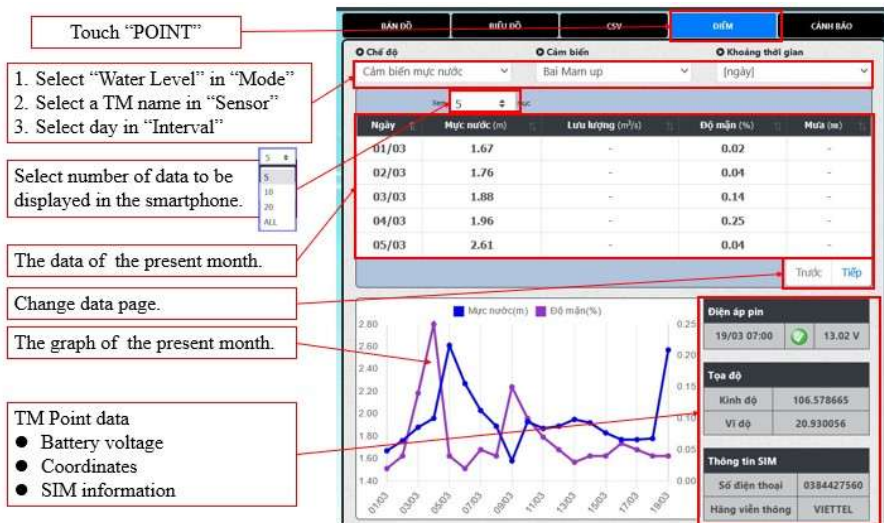 Touch “POINT”
1. Select “Water Level” in “Mode”
2. Select a TM name in “Sensor”
3. Select day in “Interval”
Select number of data to be
displayed in the smartphone.
5
5
10
20
ALL
The data of the present month.
Change data page.
The graph of the present month.
TM Point data
● Battery voltage
● Coordinates
● SIM information
BẢN ĐỒ BIỂU ĐỒ CSV ĐIỂM CẢNH BÁO
Chế độ Cảm biến Khoảng thời gian
Cảm biến mực nước Bai Mam up [ngày]
Xem 5 mục
Ngày Mực nước (m) Lưu lượng (m³/s) Độ mặn (%) Mưa (㎜)
01/03 1.67 - 0.02 -
02/03 1.76 - 0.04 -
03/03 1.88 - 0.14 -
04/03 1.96 - 0.25 -
05/03 2.61 - 0.04 -
Trước Tiếp
Mực nước(m) Độ mặn(%)
2.80 0.25
2.60
2.40 0.20
2.20 0.15
2.00 0.10
1.80
1.60 0.05
1.40 0.00
01/03 03/03 05/03 07/03 09/03 11/03 13/03 15/03 17/03 19/03
Điện áp pin
19/03 07:00 13.02 V
Tọa độ
Kinh độ 106.578665
Vĩ độ 20.930056
Thông tin SIM
Số điện thoại 0384427560
Hãng viễn thông VIETTEL